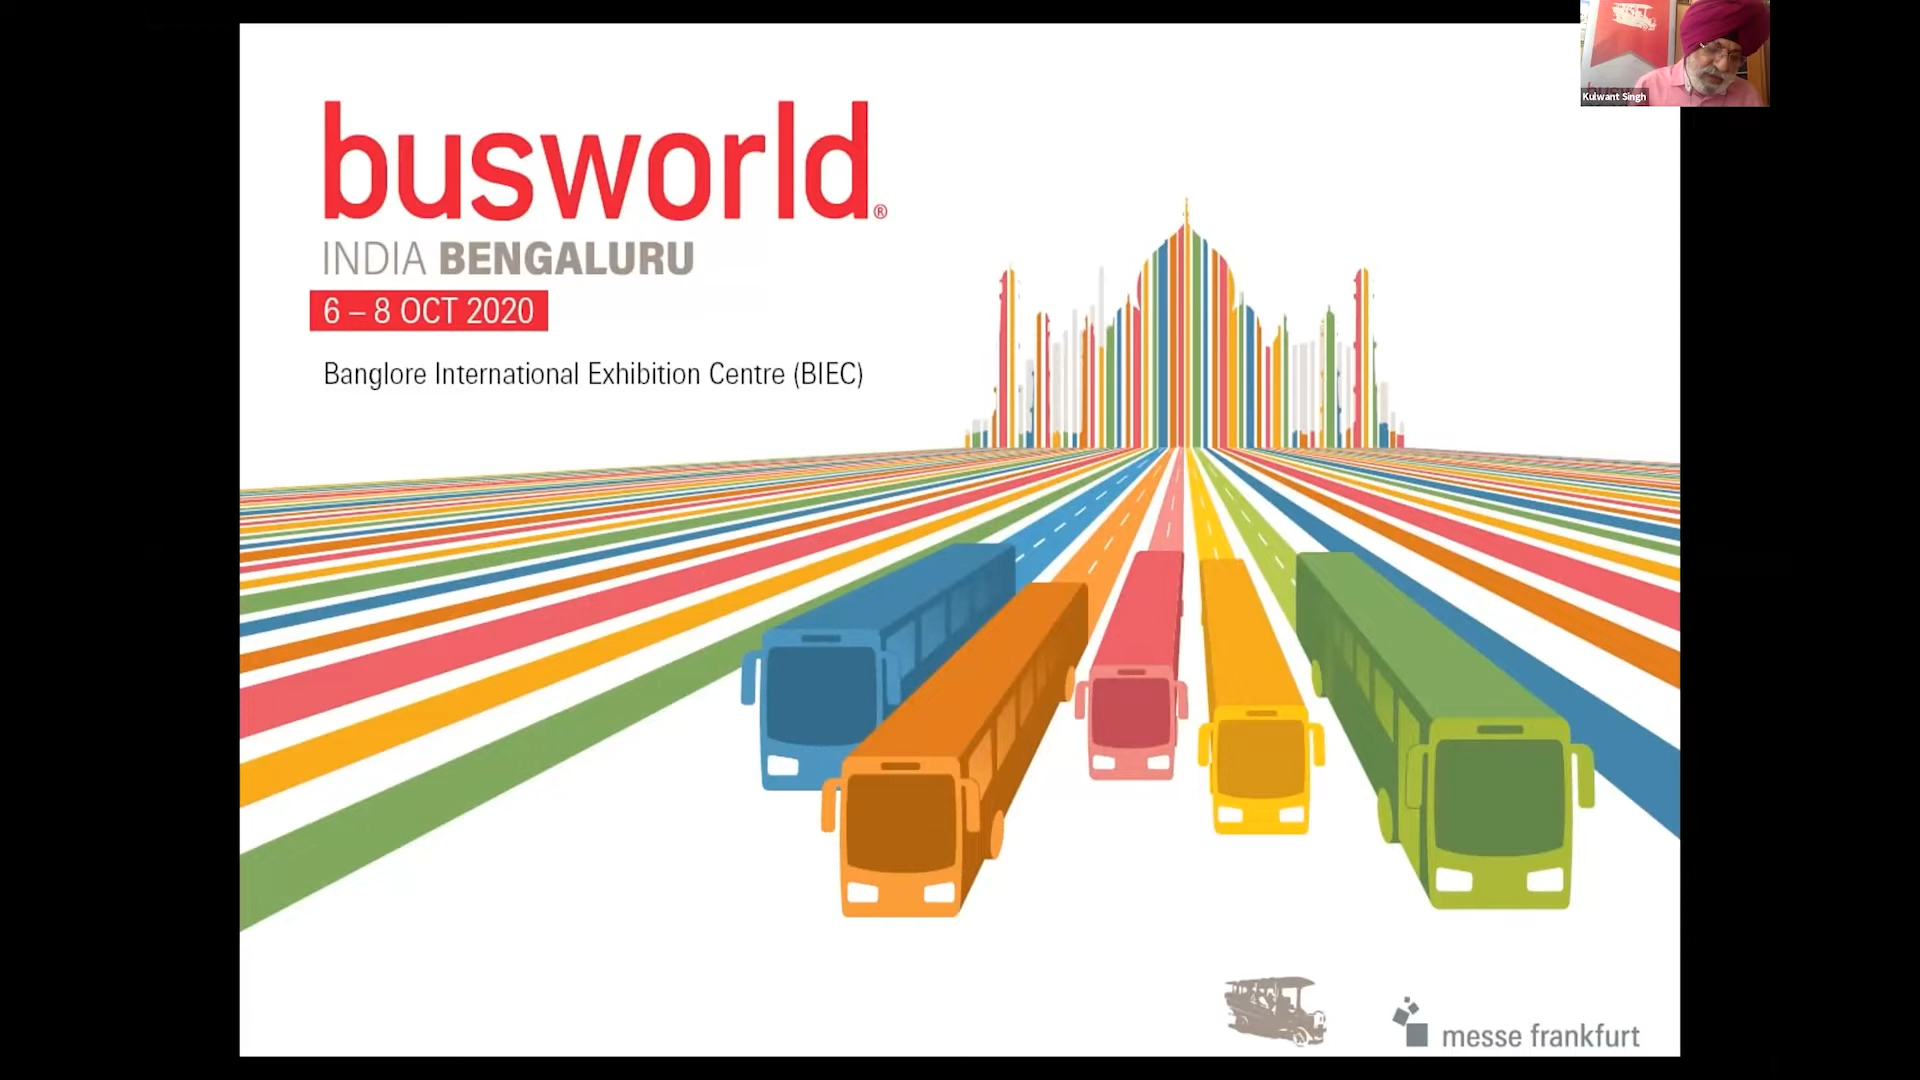 busworld®
INDIA BENGALURU
6 – 8 OCT 2020
Banglore International Exhibition Centre (BIEC)
messe frankfurt
Kulwant Singh